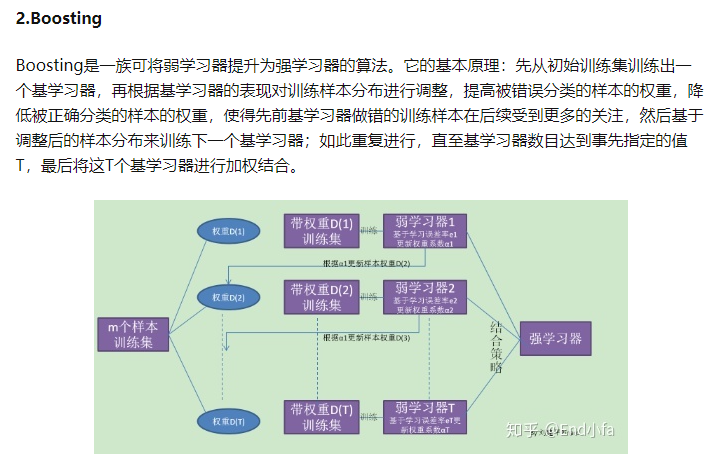 2.Boosting
Boosting是一族可将弱学习器提升为强学习器的算法。它的基本原理：先从初始训练集训练出一
个基学习器，再根据基学习器的表现对训练样本分布进行调整，提高被错误分类的样本的权重，降
低被正确分类的样本的权重，使得先前基学习器做错的训练样本在后续受到更多的关注，然后基于
调整后的样本分布来训练下一个基学习器；如此重复进行，直至基学习器数目达到事先指定的值
T，最后将这T个基学习器进行加权结合。
权重D(1)
带权重D(1)
训练集
训练
弱学习器1
基于学习误差率e1
更新权重系数α1
根据α1更新样本权重D(2)
权重D(2)
带权重D(2)
训练集
训练
弱学习器2
基于学习误差率e2
更新权重系数α2
m个样本
训练集
根据α1更新样本权重D(3)
结合策略
强学习器
权重D(T)
带权重D(T)
训练集
训练
弱学习器T
基于学习误差率eT更
新权重系数αT
知乎 @End小fa